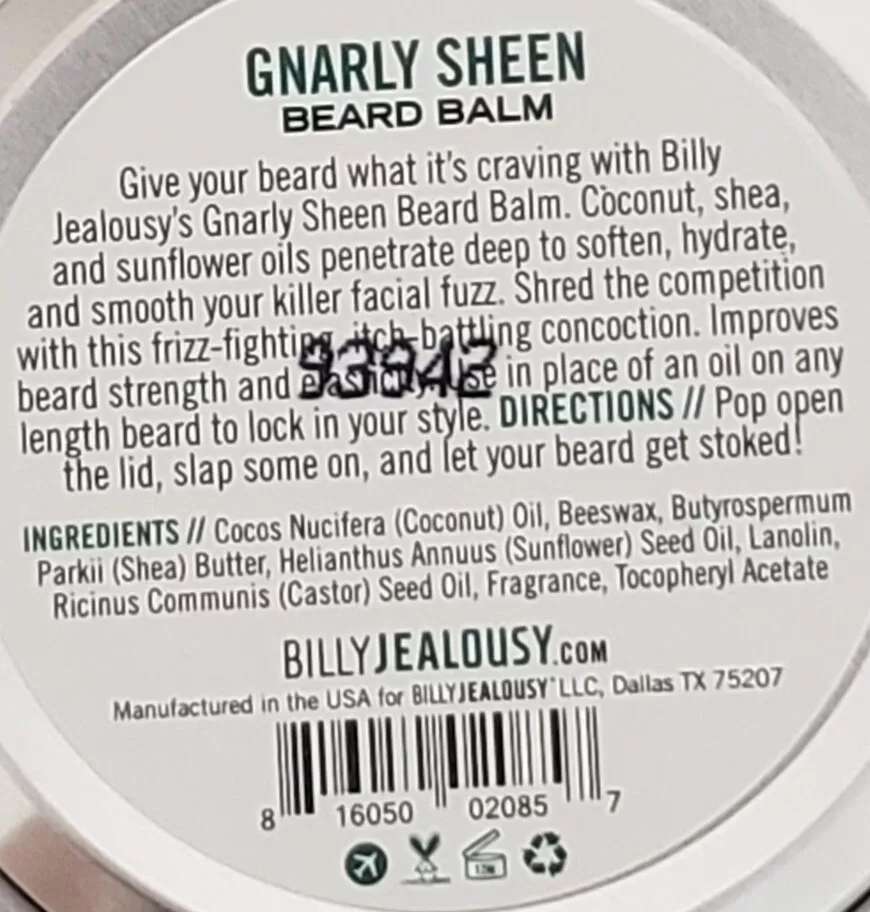 GNARLY SHEEN
BEARD BALM
Give your beard what it's craving with Billy
Jealousy's Gnarly Sheen Beard Balm. Coconut, shea,
and sunflower oils penetrate deep to soften, hydrate,
and smooth your killer facial fuzz. Shred the competition
with this frizz-fighting, itch-battling concoction. Improves
beard strength and elasticity. Use in place of an oil on any
93842
length beard to lock in your style. DIRECTIONS // Pop open
the lid, slap some on, and let your beard get stoked!
INGREDIENTS // Cocos Nucifera (Coconut) Oil, Beeswax, Butyrospermum
Parkii (Shea) Butter, Helianthus Annuus (Sunflower) Seed Oil, Lanolin,
Ricinus Communis (Castor) Seed Oil, Fragrance, Tocopheryl Acetate
BILLYJEALOUSY.COM
Manufactured in the USA for BILLYJEALOUSY LLC, Dallas TX 75207
8 16050 02085 7